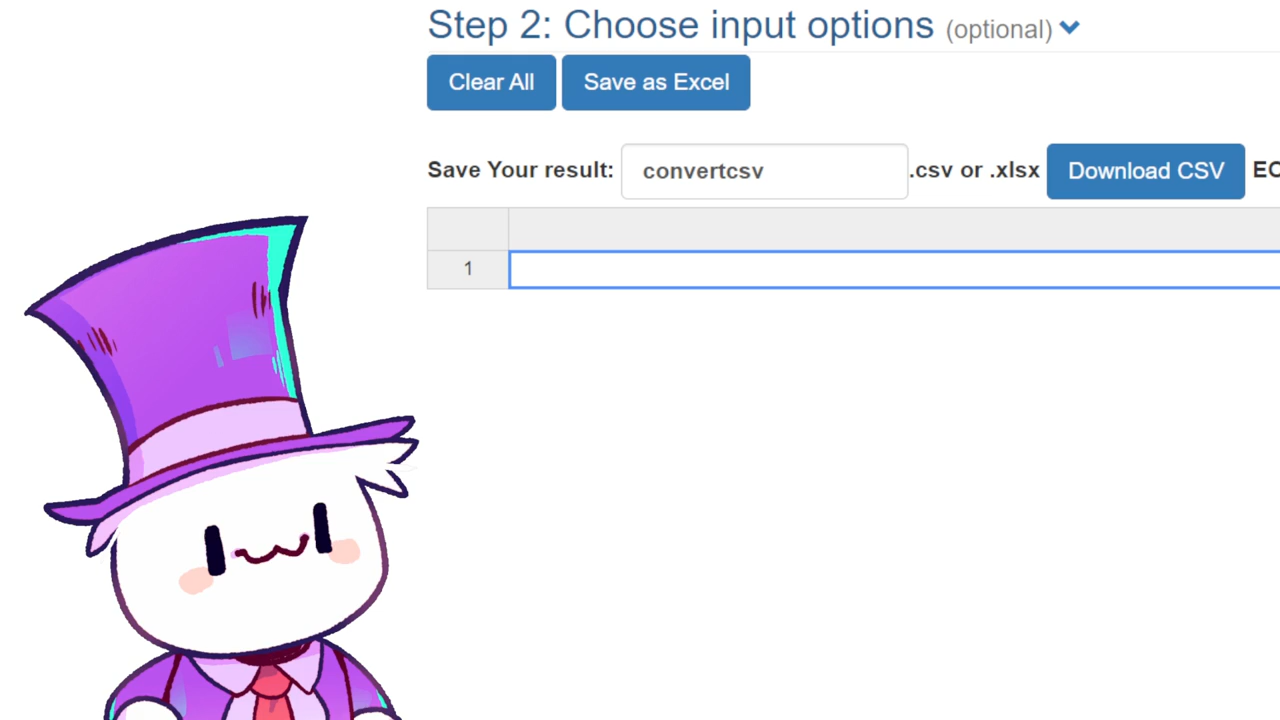 Step 2: Choose input options (optional)
Clear All Save as Excel
Save Your result: convertcsv .csv or .xlsx Download CSV
1